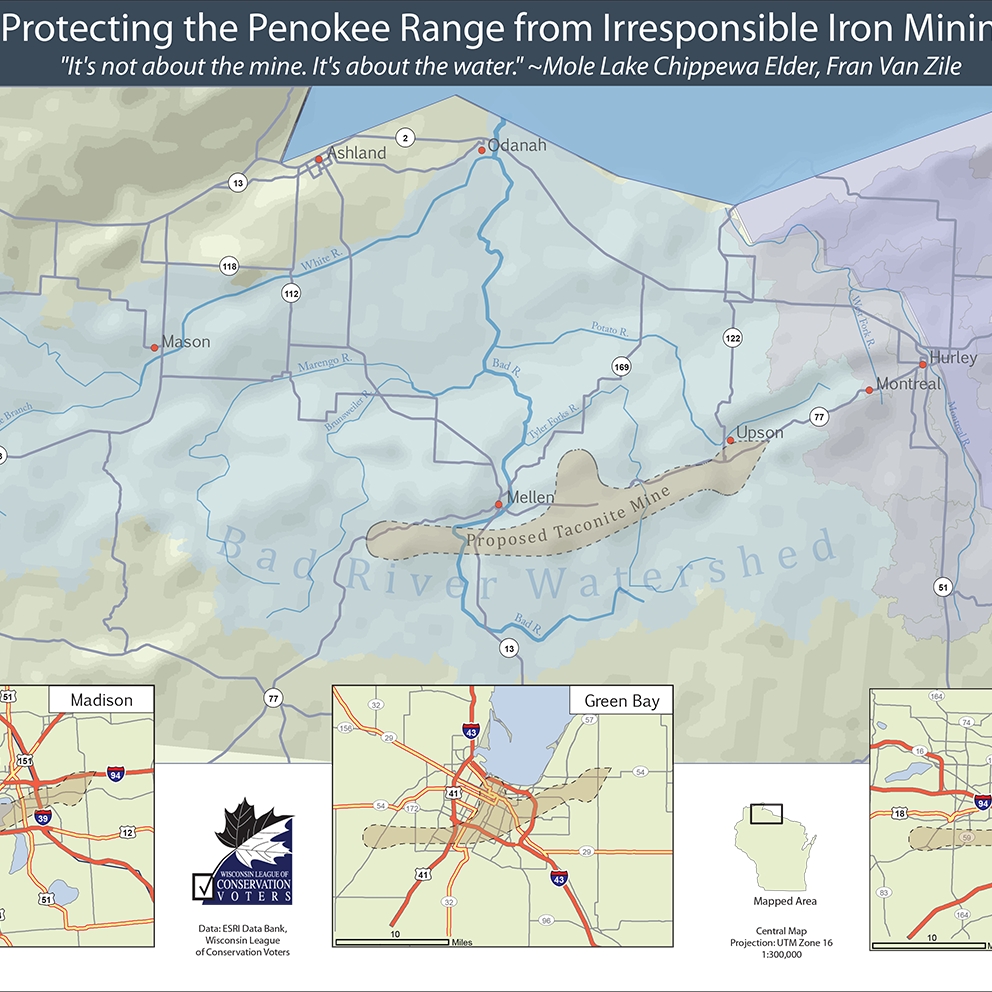 Protecting the Penokee Range from Irresponsible Iron Minin
"It's not about the mine. It's about the water." ~Mole Lake Chippewa Elder, Fran Van Zile
2
Odanah
Ashland
13
118
White R.
112
Mason
Potato R.
122
Marengo R.
Bad R.
169
West Fork R.
Hurley
Montreal
Brunsweiler R.
e Branch
Tyler Forks R.
77
Montreal R.
Upson
Mellen
Proposed Taconite Mine
Bad River Watershed
51
Bad R.
13
77
51
Madison
151
94
39
12
51
Green Bay
32
43
57
156
29
54
41
54
172
29
41
43
32
96
10
Miles
164
74
16
94
18
59
83
164
10
M
WISCONSIN LEAGUE OF
CONSERVATION
VOTERS
Data: ESRI Data Bank,
Wisconsin League
of Conservation Voters
Mapped Area
Central Map
Projection: UTM Zone 16
1:300,000